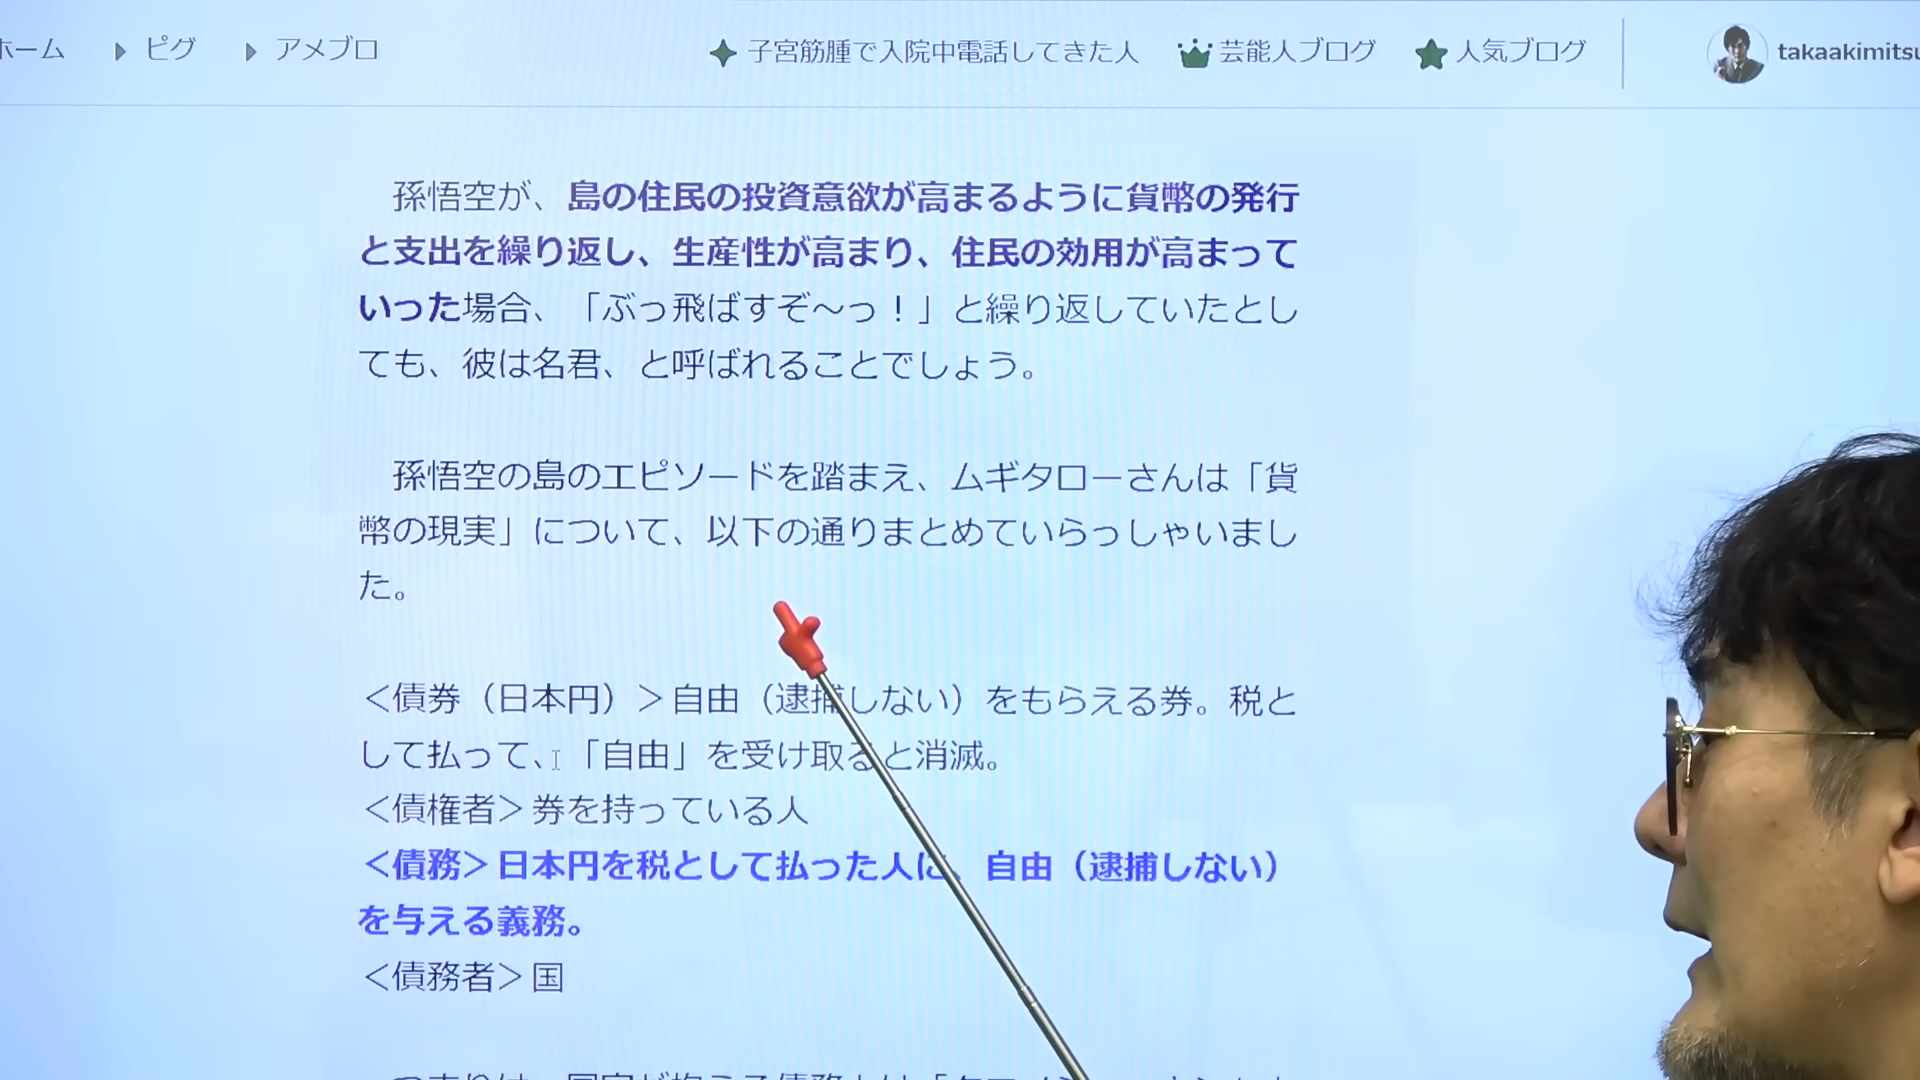 ホーム ピグ アメブロ 子宮筋腫で入院中電話してきた人 芸能人ブログ 人気ブログ takaakimitsu
孫悟空が、島の住民の投資意欲が高まるように貨幣の発行
と支出を繰り返し、生産性が高まり、住民の効用が高まって
いった場合、「ぶっ飛ばすぞ～っ！」と繰り返していたとし
ても、彼は名君、と呼ばれることでしょう。
孫悟空の島のエピソードを踏まえ、ムギタローさんは「貨
幣の現実」について、以下の通りまとめていらっしゃいまし
た。
＜債券（日本円）＞自由（逮捕しない）をもらえる券。税と
して払って、「自由」を受け取ると消滅。
＜債権者＞券を持っている人
＜債務＞日本円を税として払った人に、自由（逮捕しない）
を与える義務。
＜債務者＞国